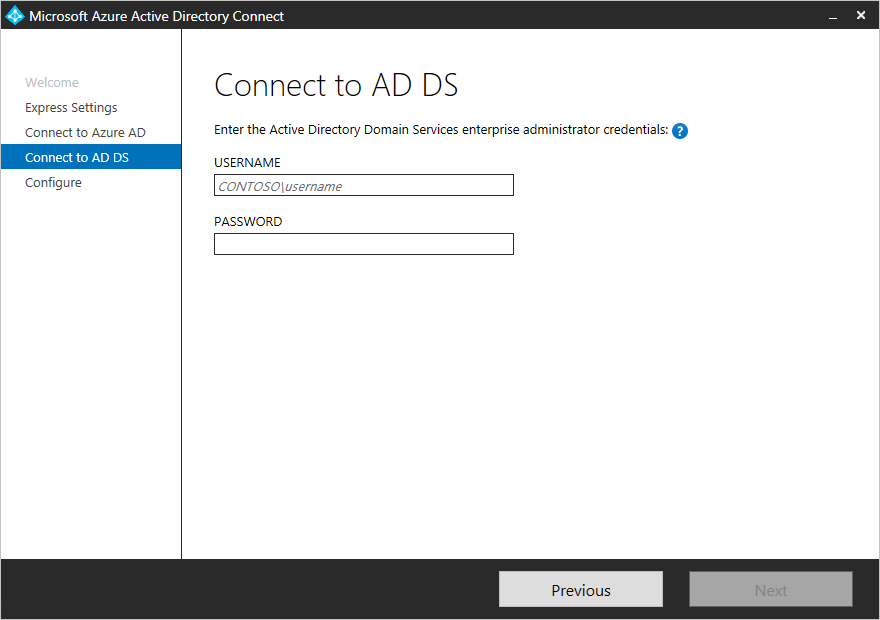 Microsoft Azure Active Directory Connect
Welcome
Express Settings
Connect to Azure AD
Connect to AD DS
Configure
Connect to AD DS
Enter the Active Directory Domain Services enterprise administrator credentials: ?
USERNAME
CONTOSO\username
PASSWORD
Previous
Next